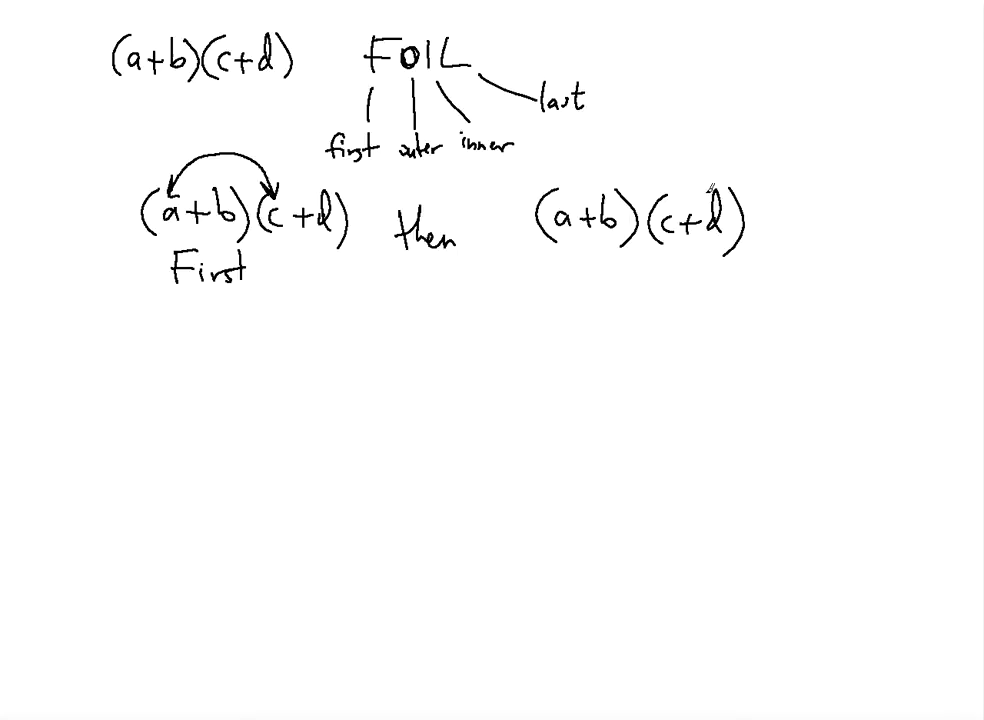 (a+b)(c+d) FOIL
last
first outer inner
(a+b)(c+d) then (a+b)(c+d)
First